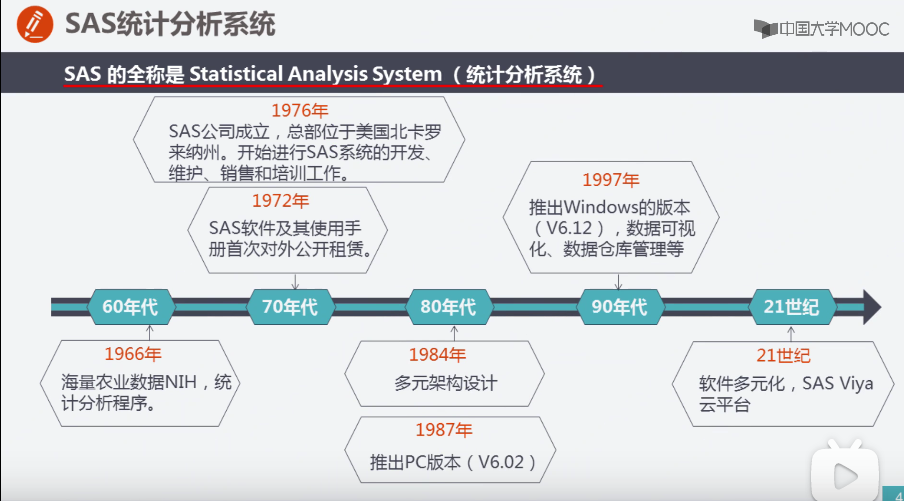 SAS统计分析系统
中国大学MOOC
SAS 的全称是 Statistical Analysis System （统计分析系统）
1976年
SAS公司成立，总部位于美国北卡罗
来纳州。开始进行SAS系统的开发、
维护、销售和培训工作。
1972年
SAS软件及其使用手
册首次对外公开租赁。
1997年
推出Windows的版本
（V6.12），数据可视
化、数据仓库管理等
60年代
70年代
80年代
90年代
21世纪
1966年
海量农业数据NIH，统
计分析程序。
1984年
多元架构设计
1987年
推出PC版本（V6.02）
21世纪
软件多元化，SAS Viya
云平台
4